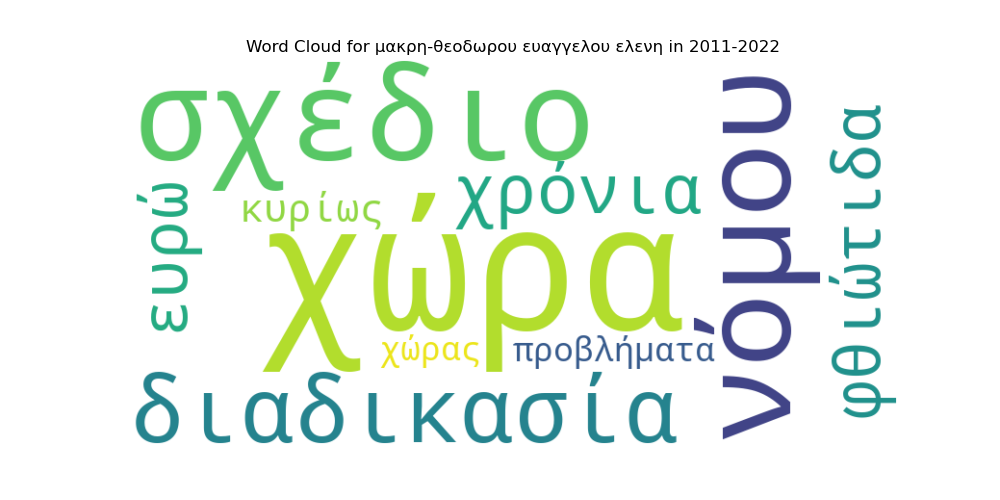 Word Cloud for μακρη-θεοδωρου ευαγγελου ελενη in 2011-2022
σχέδιο
νόμου
φθιώτιδα
ευρώ
κυρίως
χρόνια
χώρα
χώρας
προβλήματα
διαδικασία